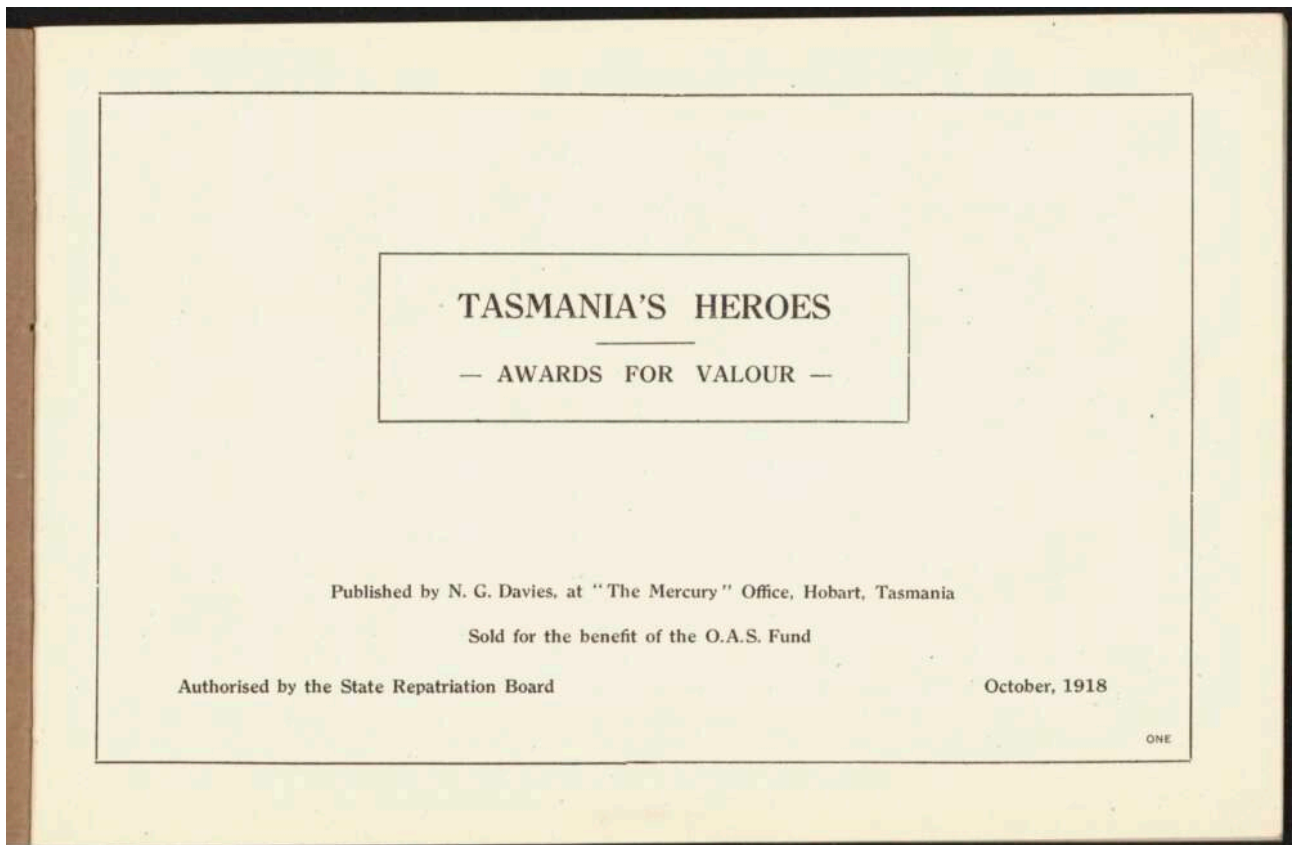 TASMANIA'S HEROES
— AWARDS FOR VALOUR —
Published by N. G. Davies, at "The Mercury" Office, Hobart, Tasmania
Sold for the benefit of the O.A.S. Fund
Authorised by the State Repatriation Board October, 1918
ONE